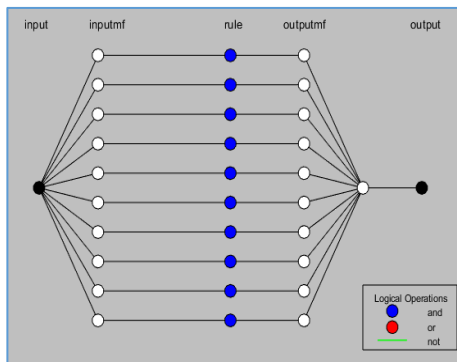 input inputmf rule outputmf output
Logical Operations
and
or
not